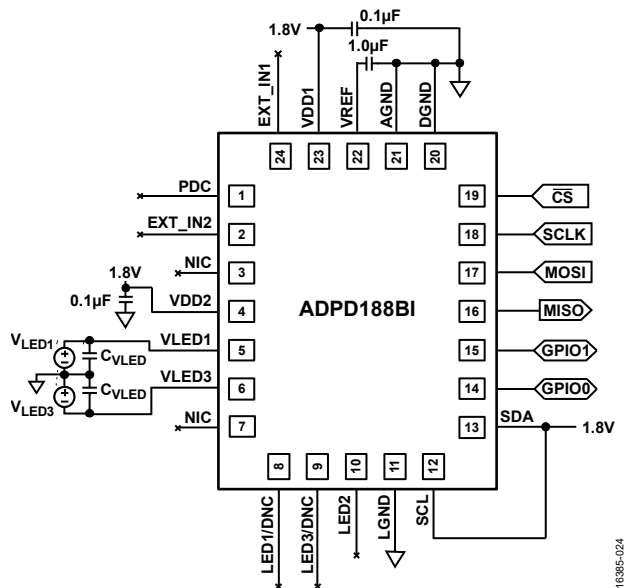 0.1µF
1.8V
1.0µF
EXT_IN1
VDD1
VREF
AGND
DGND
24
23
22
21
20
PDC
1
19
CS
EXT_IN2
2
18
SCLK
NIC
3
17
MOSI
1.8V
0.1µF
VDD2
4
ADPD188BI
16
MISO
VLED1
VLED1
5
15
GPIO1
CVLED
CVLED
VLED3
6
14
GPIO0
VLED3
NIC
7
13
SDA
1.8V
8
9
10
11
12
LED1/DNC
LED3/DNC
LED2
LGND
SCL
16385-024